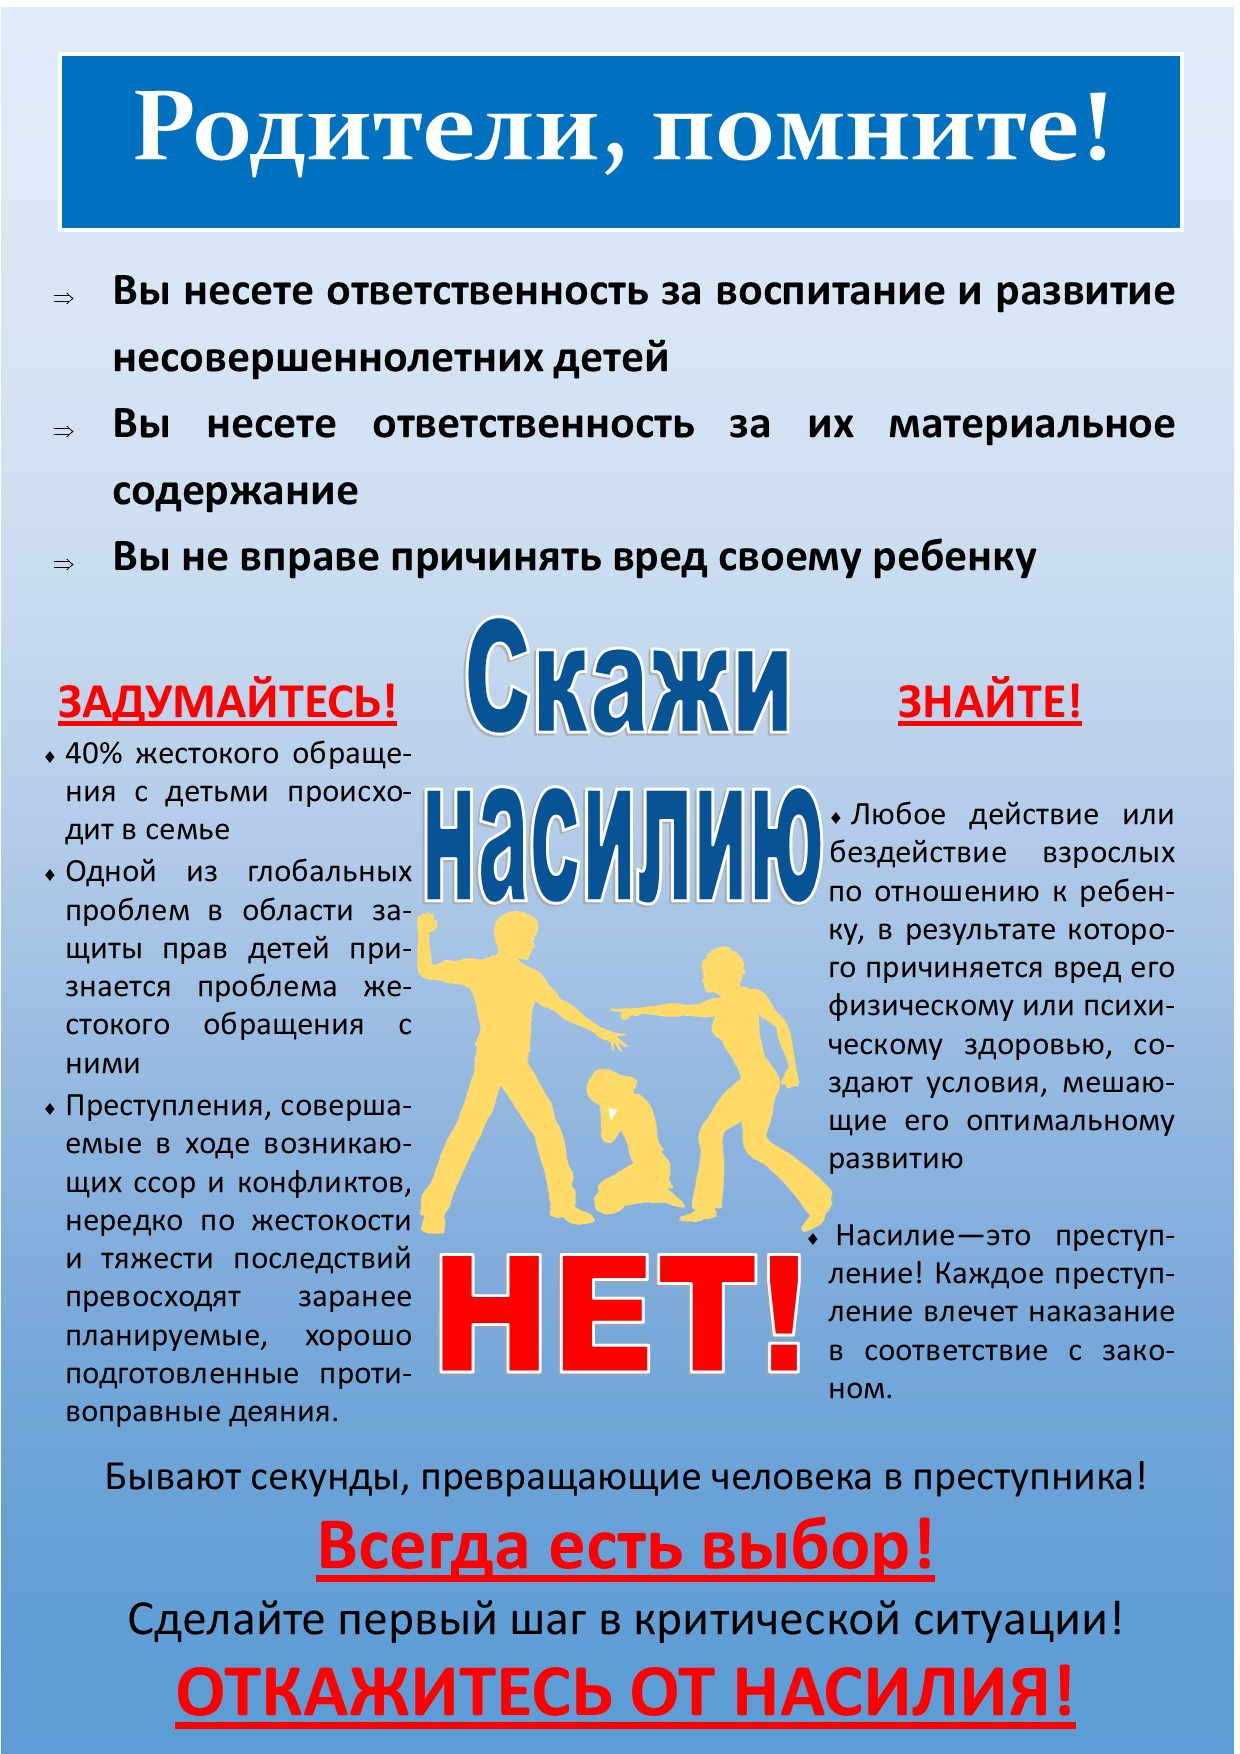 Родители, помните!
⇒ Вы несете ответственность за воспитание и развитие
несовершеннолетних детей
⇒ Вы несете ответственность за их материальное
содержание
⇒ Вы не вправе причинять вред своему ребенку
ЗАДУМАЙТЕСЬ!
♦ 40% жестокого обраще-
ния с детьми происхо-
дит в семье
♦ Одной из глобальных
проблем в области за-
щиты прав детей при-
знается проблема же-
стокого обращения с
ними
♦ Преступления, соверша-
емые в ходе возникаю-
щих ссор и конфликтов,
нередко по жестокости
и тяжести последствий
превосходят заранее
планируемые, хорошо
подготовленные проти-
воправные деяния.
Скажи
насилию
НЕТ!
ЗНАЙТЕ!
♦ Любое действие или
бездействие взрослых
по отношению к ребен-
ку, в результате которо-
го причиняется вред его
физическому или психи-
ческому здоровью, со-
здают условия, мешаю-
щие его оптимальному
развитию
♦ Насилие—это преступ-
ление! Каждое преступ-
ление влечет наказание
в соответствие с зако-
ном.
Бывают секунды, превращающие человека в преступника!
Всегда есть выбор!
Сделайте первый шаг в критической ситуации!
ОТКАЖИТЕСЬ ОТ НАСИЛИЯ!